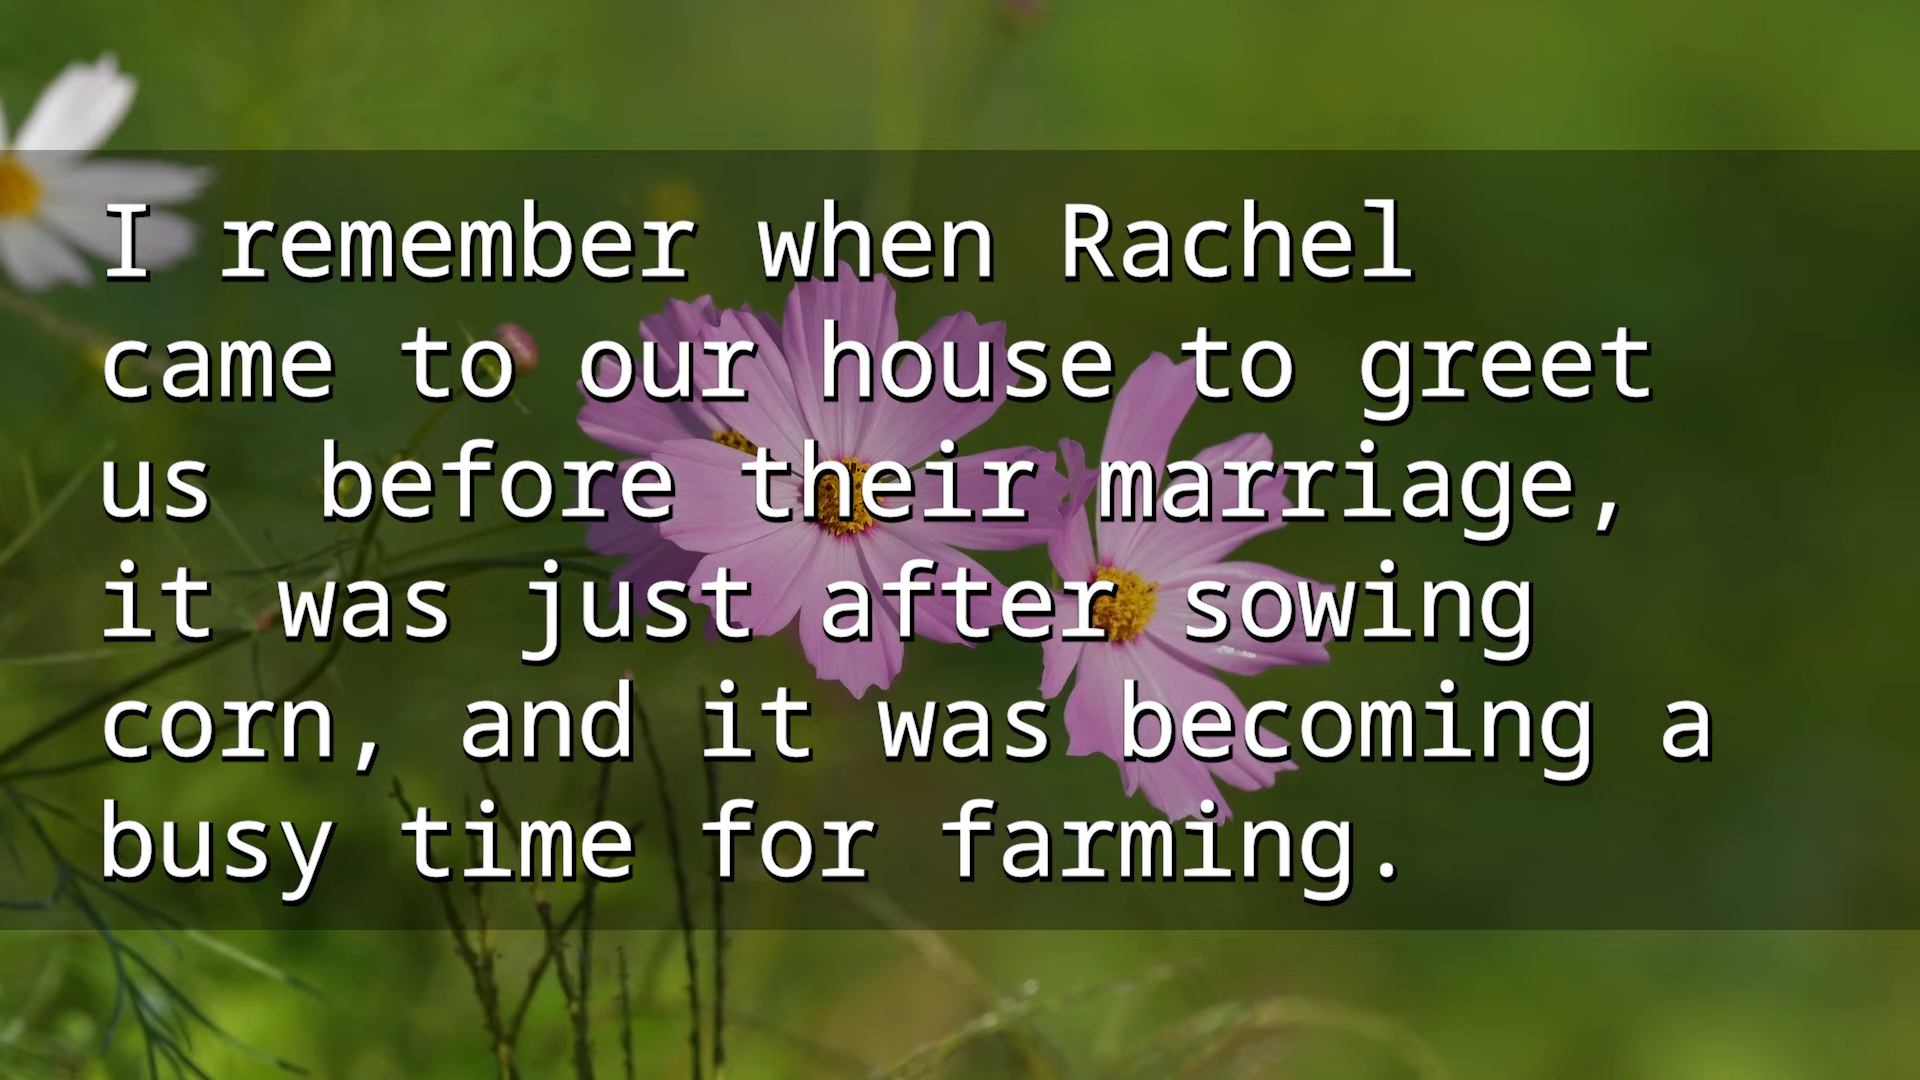 I remember when Rachel
came to our house to greet
us  before their marriage,
it was just after sowing
corn, and it was becoming a
busy time for farming.